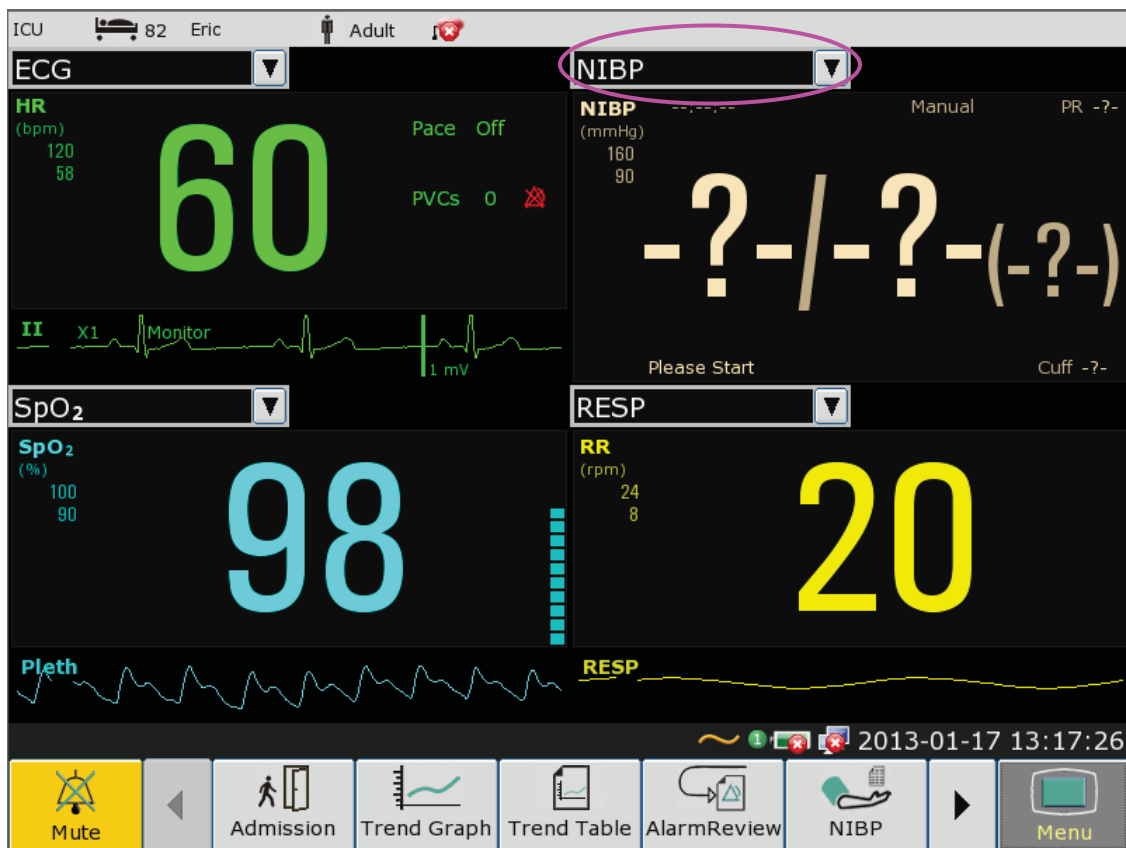 ICU 82 Eric Adult
ECG
NIBP
HR
(bpm)
120
58
60
Pace Off
PVCs 0
NIBP --:--:-- Manual PR -?-
(mmHg)
160
90
-?-/-?-(-?-)
II X1 Monitor
1 mV
Please Start Cuff -?-
SpO₂
RESP
SpO₂
(%)
100
90
98
RR
(rpm)
24
8
20
Pleth
RESP
1 2013-01-17 13:17:26
Mute
Admission
Trend Graph
Trend Table
AlarmReview
NIBP
Menu